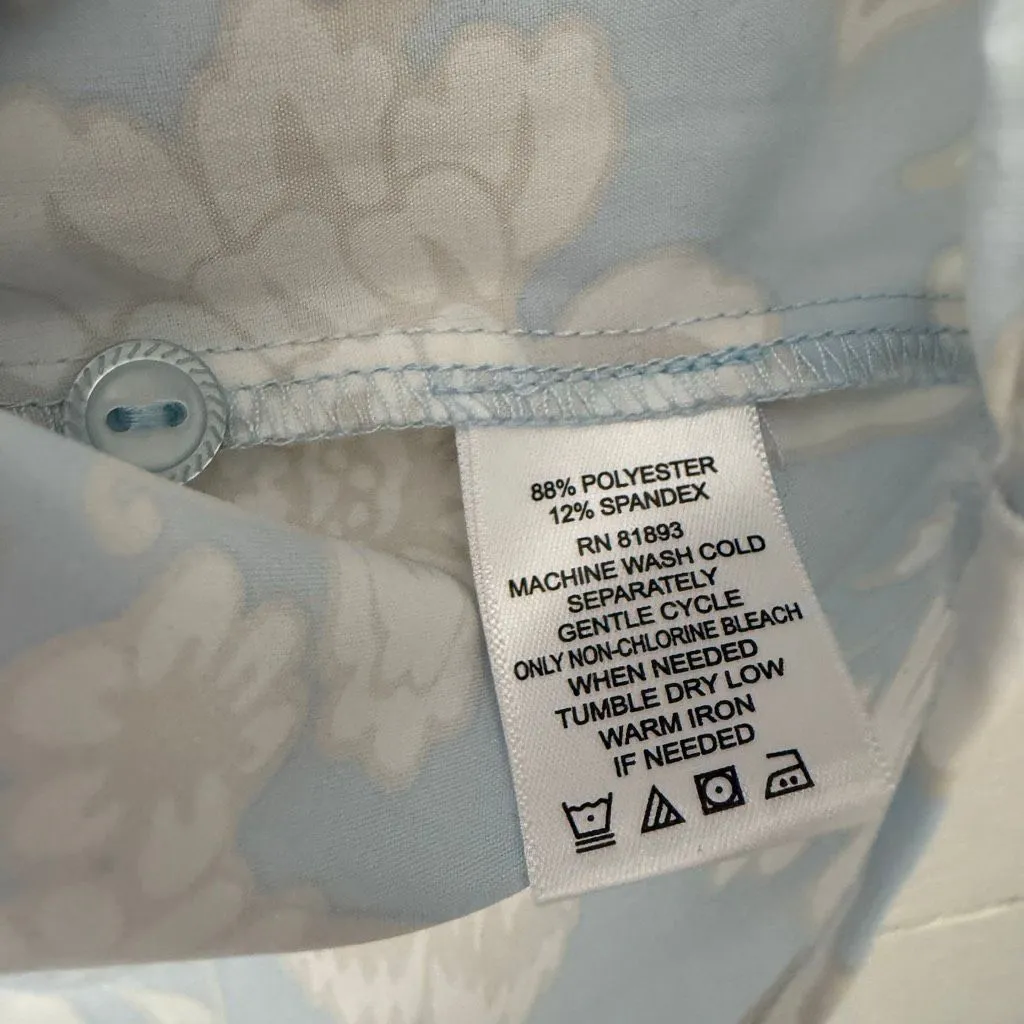 88% POLYESTER
12% SPANDEX
RN 81893
MACHINE WASH COLD
SEPARATELY
GENTLE CYCLE
ONLY NON-CHLORINE BLEACH
WHEN NEEDED
TUMBLE DRY LOW
WARM IRON
IF NEEDED